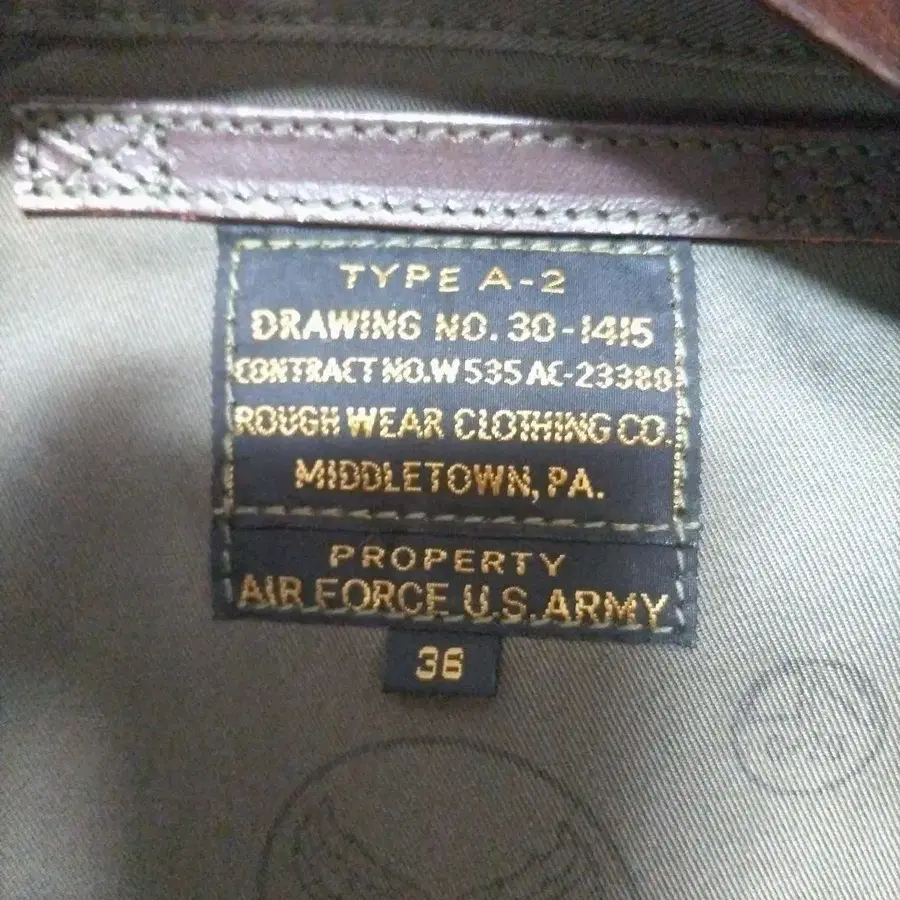 TYPE A-2
DRAWING NO. 30-1415
CONTRACT NO. W 535 AC-23380
ROUGH WEAR CLOTHING CO.
MIDDLETOWN, PA.
PROPERTY
AIR FORCE U.S. ARMY
36